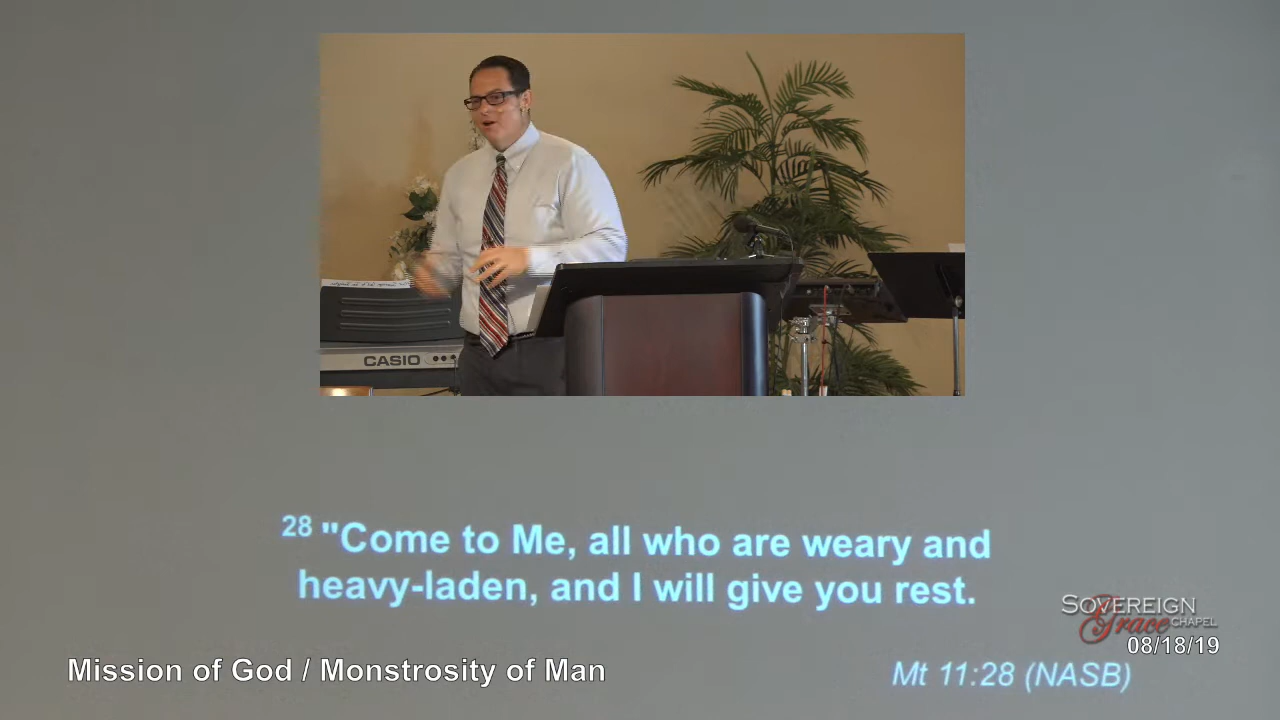 CASIO
28 "Come to Me, all who are weary and
heavy-laden, and I will give you rest.
SOVEREIGN
Grace CHAPEL
08/18/19
Mission of God / Monstrosity of Man
Mt 11:28 (NASB)